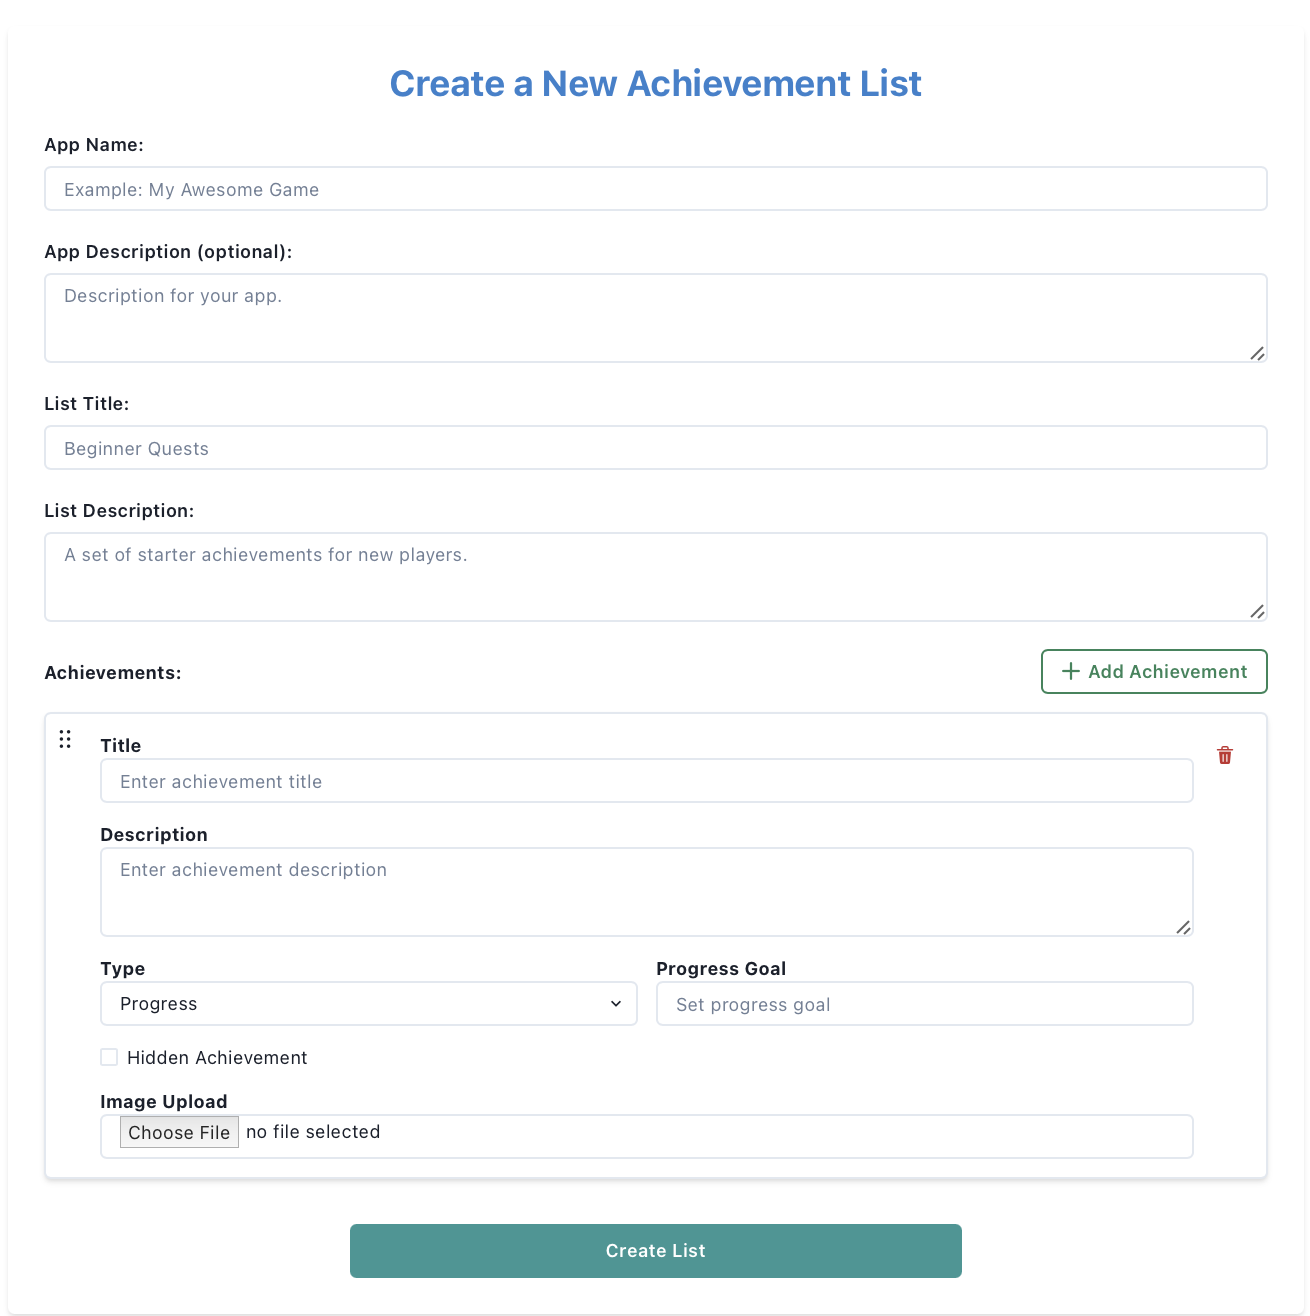 Create a New Achievement List
App Name:
Example: My Awesome Game
App Description (optional):
Description for your app.
List Title:
Beginner Quests
List Description:
A set of starter achievements for new players.
Achievements:
Add Achievement
Title
Enter achievement title
Description
Enter achievement description
Type
Progress Goal
Progress
Set progress goal
Hidden Achievement
Image Upload
Choose File no file selected
Create List